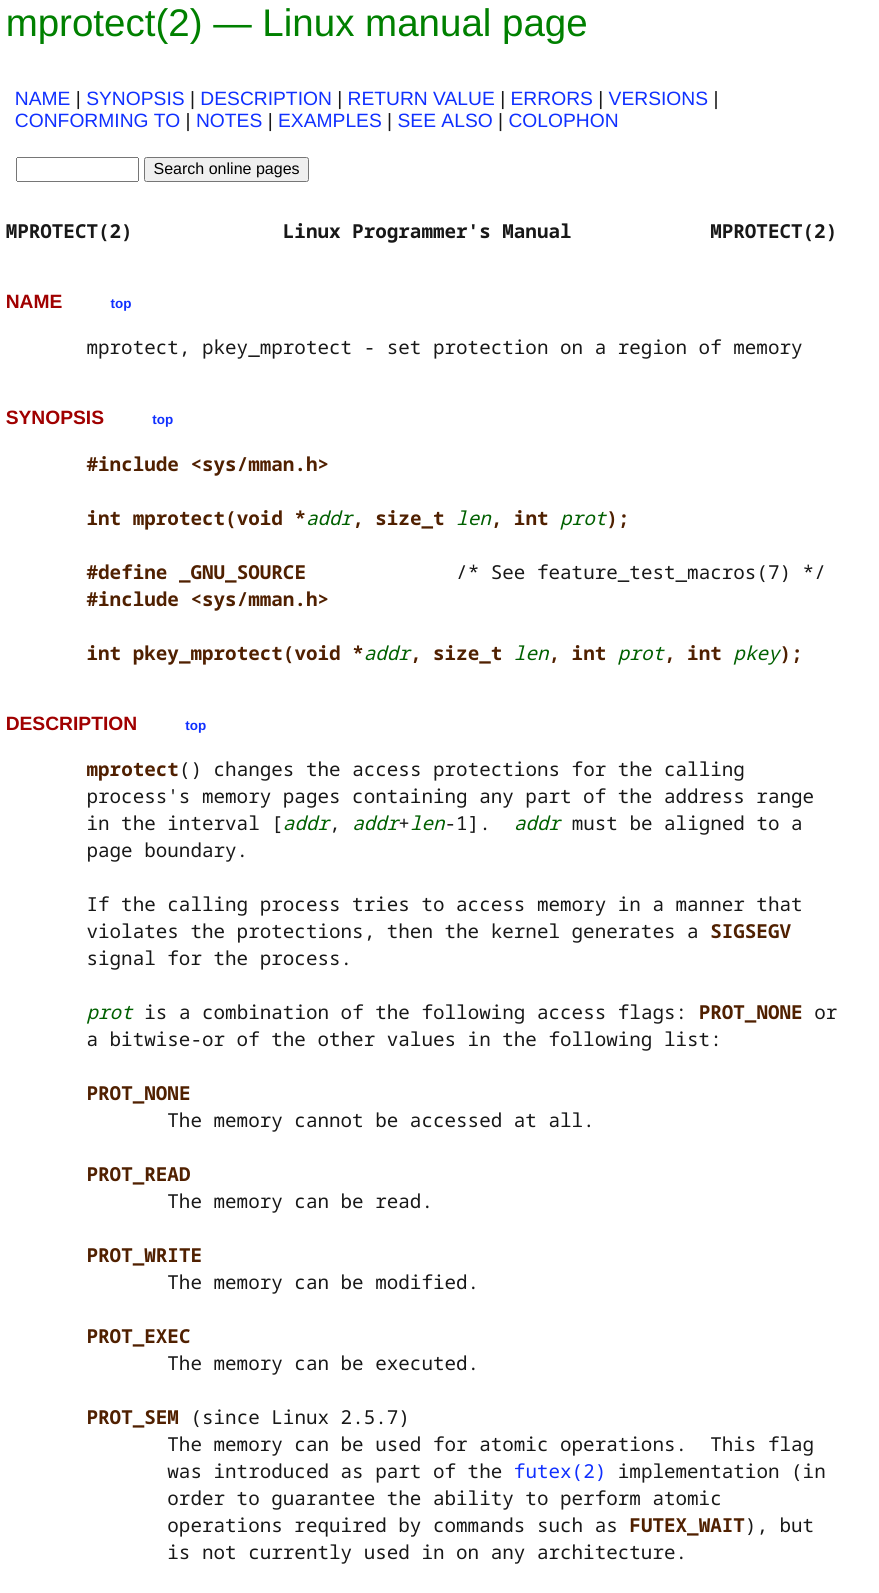 mprotect(2) — Linux manual page
NAME | SYNOPSIS | DESCRIPTION | RETURN VALUE | ERRORS | VERSIONS |
CONFORMING TO | NOTES | EXAMPLES | SEE ALSO | COLOPHON
Search online pages
MPROTECT(2) Linux Programmer's Manual MPROTECT(2)
NAME top
mprotect, pkey_mprotect - set protection on a region of memory
SYNOPSIS top
#include <sys/mman.h>
int mprotect(void *addr, size_t len, int prot);
#define _GNU_SOURCE /* See feature_test_macros(7) */
#include <sys/mman.h>
int pkey_mprotect(void *addr, size_t len, int prot, int pkey);
DESCRIPTION top
mprotect() changes the access protections for the calling
process's memory pages containing any part of the address range
in the interval [addr, addr+len-1].  addr must be aligned to a
page boundary.
If the calling process tries to access memory in a manner that
violates the protections, then the kernel generates a SIGSEGV
signal for the process.
prot is a combination of the following access flags: PROT_NONE or
a bitwise-or of the other values in the following list:
PROT_NONE
The memory cannot be accessed at all.
PROT_READ
The memory can be read.
PROT_WRITE
The memory can be modified.
PROT_EXEC
The memory can be executed.
PROT_SEM (since Linux 2.5.7)
The memory can be used for atomic operations.  This flag
was introduced as part of the futex(2) implementation (in
order to guarantee the ability to perform atomic
operations required by commands such as FUTEX_WAIT), but
is not currently used in on any architecture.